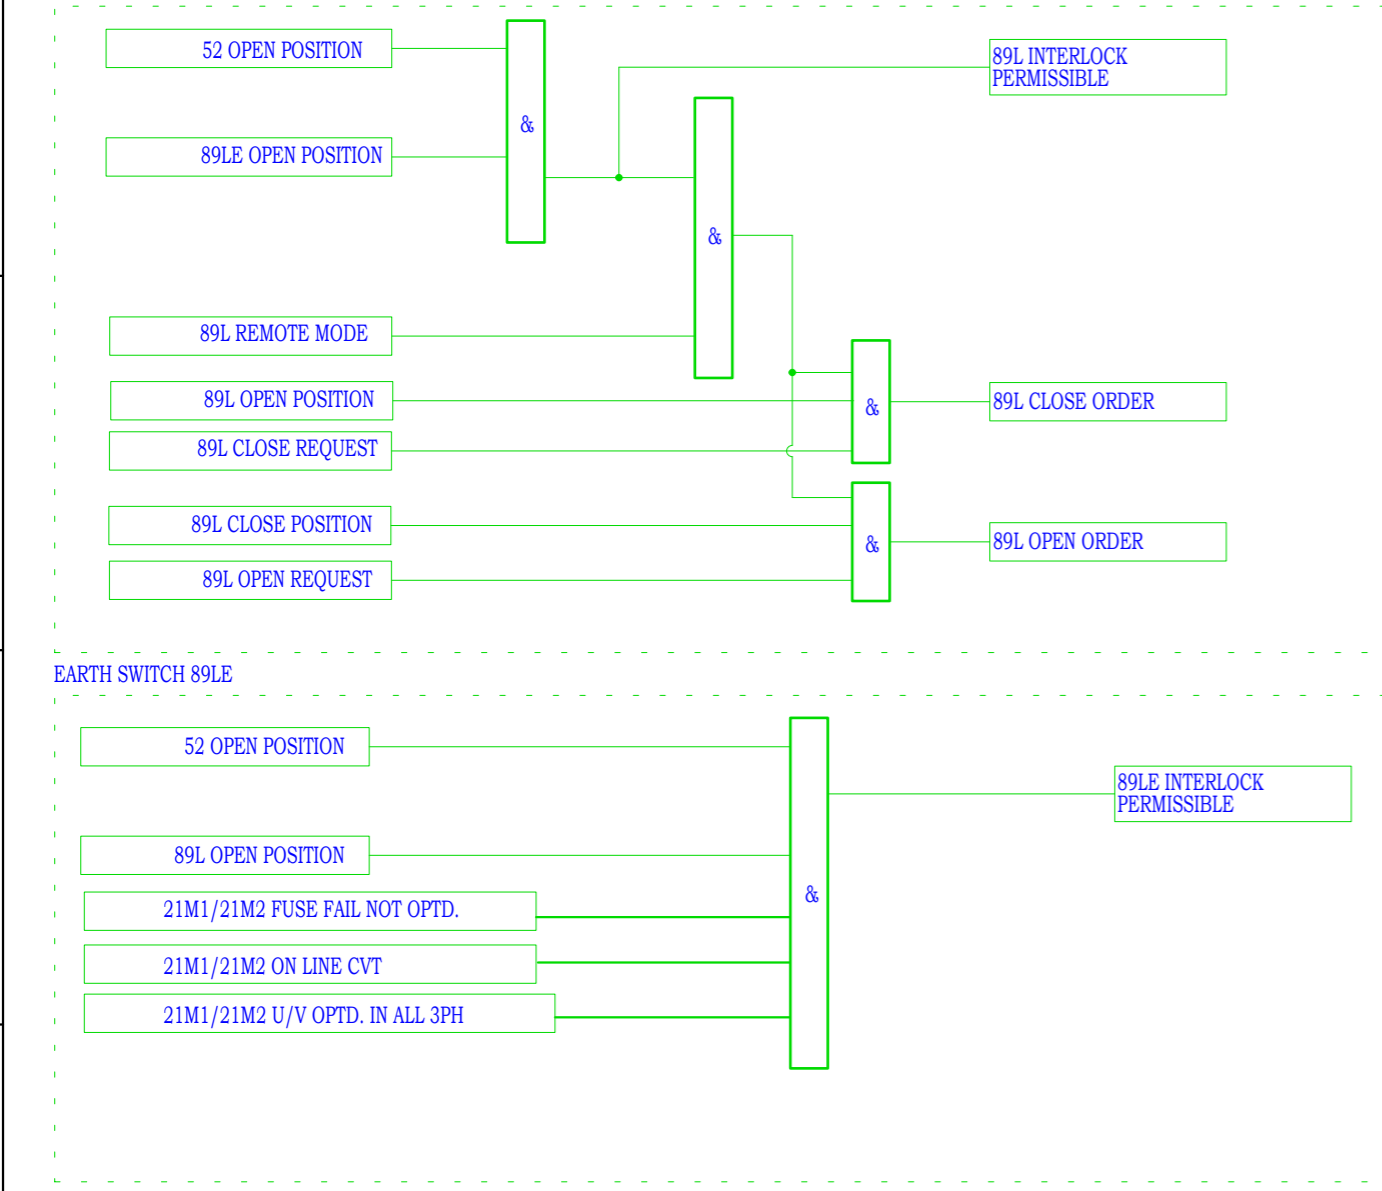 52 OPEN POSITION
89L INTERLOCK
PERMISSIBLE
&
89LE OPEN POSITION
&
89L REMOTE MODE
89L OPEN POSITION
&
89L CLOSE ORDER
89L CLOSE REQUEST
89L CLOSE POSITION
&
89L OPEN ORDER
89L OPEN REQUEST
EARTH SWITCH 89LE
52 OPEN POSITION
89LE INTERLOCK
PERMISSIBLE
89L OPEN POSITION
&
21M1/21M2 FUSE FAIL NOT OPTD.
21M1/21M2 ON LINE CVT
21M1/21M2 U/V OPTD. IN ALL 3PH